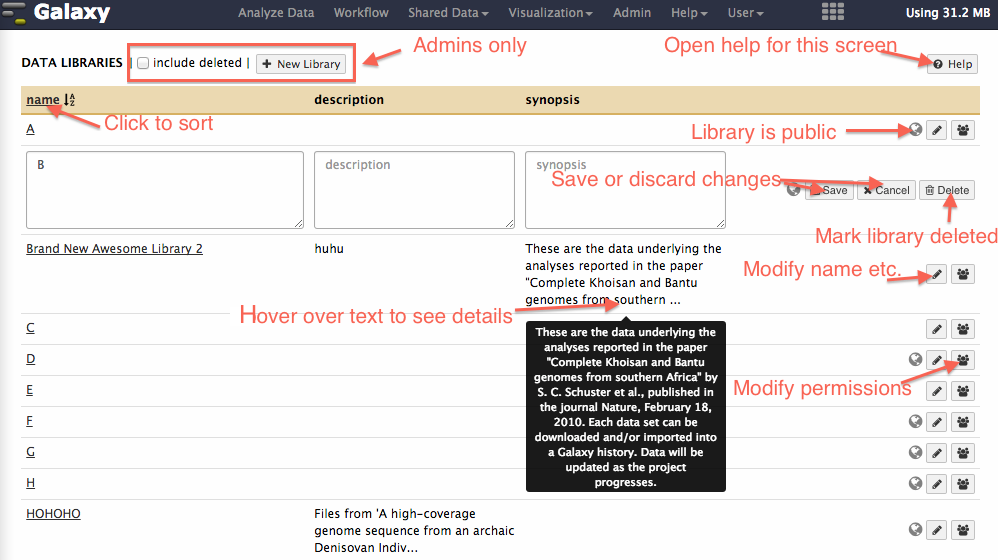 Galaxy Analyze Data Workflow Shared Data Visualization Admin Help User Using 31.2 MB
Admins only
Open help for this screen
DATA LIBRARIES | include deleted | + New Library
Help
name description synopsis
Click to sort
A
Library is public
B description synopsis
Save or discard changes
Save Cancel Delete
Mark library deleted
Brand New Awesome Library 2 huhu These are the data underlying the
analyses reported in the paper
"Complete Khoisan and Bantu
genomes from southern ...
Modify name etc.
Hover over text to see details
C
These are the data underlying the
analyses reported in the paper
"Complete Khoisan and Bantu
genomes from southern Africa" by
S. C. Schuster et al., published in
the journal Nature, February 18,
2010. Each data set can be
downloaded and/or imported into
a Galaxy history. Data will be
updated as the project
progresses.
D
Modify permissions
E
F
G
H
HOHOHO Files from 'A high-coverage
genome sequence from an archaic
Denisovan Indiv...